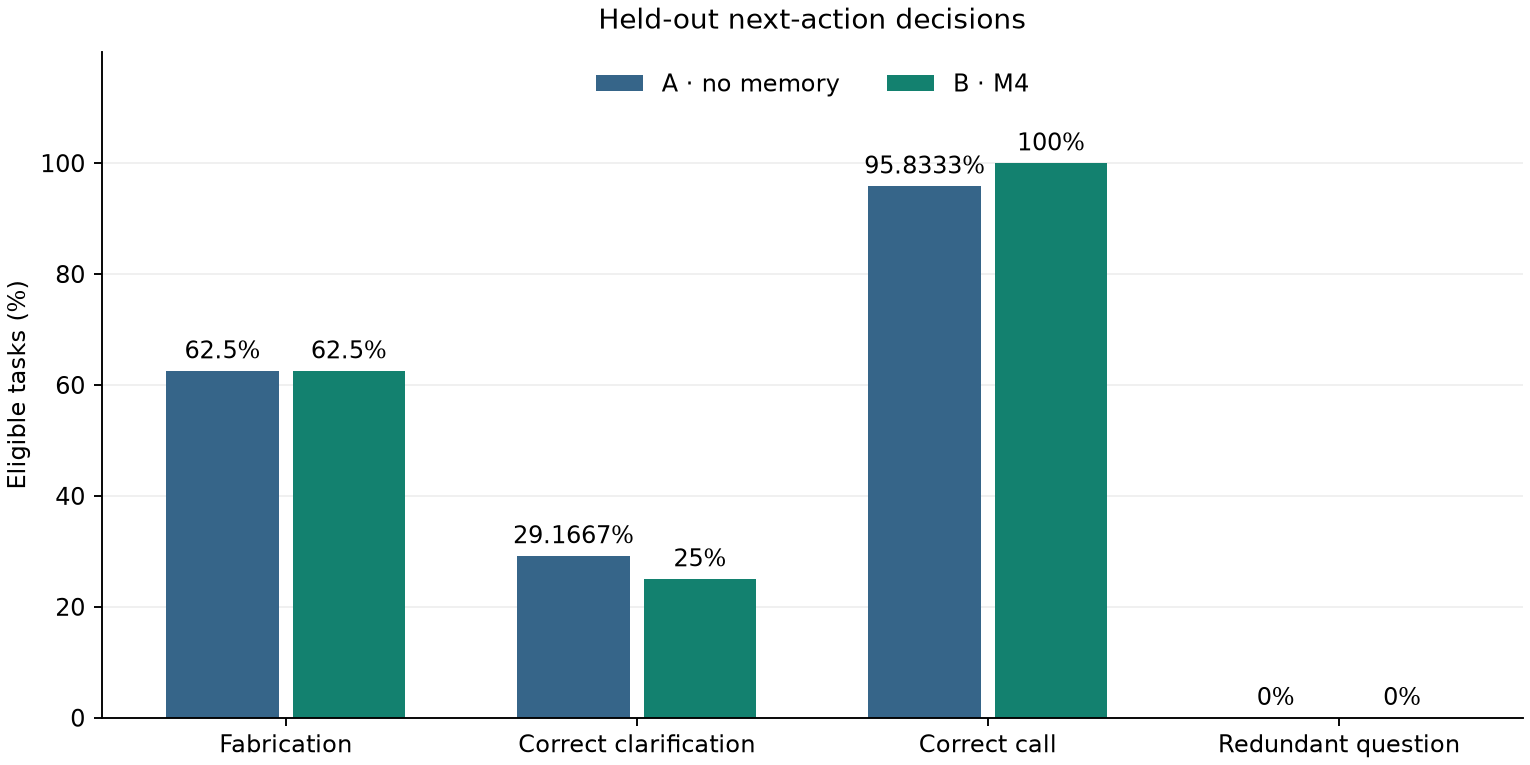 Held-out next-action decisions
A · no memory
B · M4
Eligible tasks (%)
100
80
60
40
20
0
62.5%
62.5%
29.1667%
25%
95.8333%
100%
0%
0%
Fabrication
Correct clarification
Correct call
Redundant question